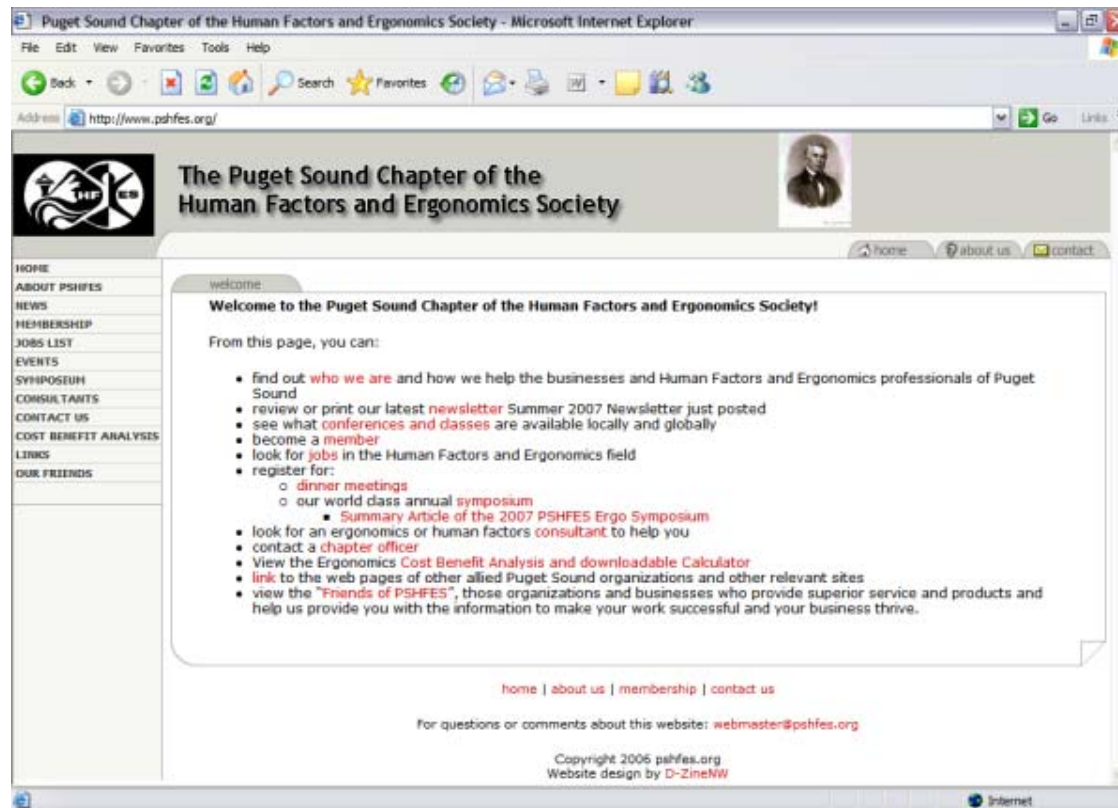 Puget Sound Chapter of the Human Factors and Ergonomics Society - Microsoft Internet Explorer
File Edit View Favorites Tools Help
Back Search Favorites
Address http://www.pshfes.org/ Go Links
HF ES
The Puget Sound Chapter of the
Human Factors and Ergonomics Society
home about us contact
HOME
ABOUT PSHFES
NEWS
MEMBERSHIP
JOBS LIST
EVENTS
SYMPOSIUM
CONSULTANTS
CONTACT US
COST BENEFIT ANALYSIS
LINKS
OUR FRIENDS
welcome
Welcome to the Puget Sound Chapter of the Human Factors and Ergonomics Society!
From this page, you can:
• find out who we are and how we help the businesses and Human Factors and Ergonomics professionals of Puget
Sound
• review or print our latest newsletter Summer 2007 Newsletter just posted
• see what conferences and classes are available locally and globally
• become a member
• look for jobs in the Human Factors and Ergonomics field
• register for:
○ dinner meetings
○ our world class annual symposium
▪ Summary Article of the 2007 PSHFES Ergo Symposium
• look for an ergonomics or human factors consultant to help you
• contact a chapter officer
• View the Ergonomics Cost Benefit Analysis and downloadable Calculator
• link to the web pages of other allied Puget Sound organizations and other relevant sites
• view the "Friends of PSHFES", those organizations and businesses who provide superior service and products and
help us provide you with the information to make your work successful and your business thrive.
home | about us | membership | contact us
For questions or comments about this website: webmaster@pshfes.org
Copyright 2006 pshfes.org
Website design by D-ZineNW
Internet